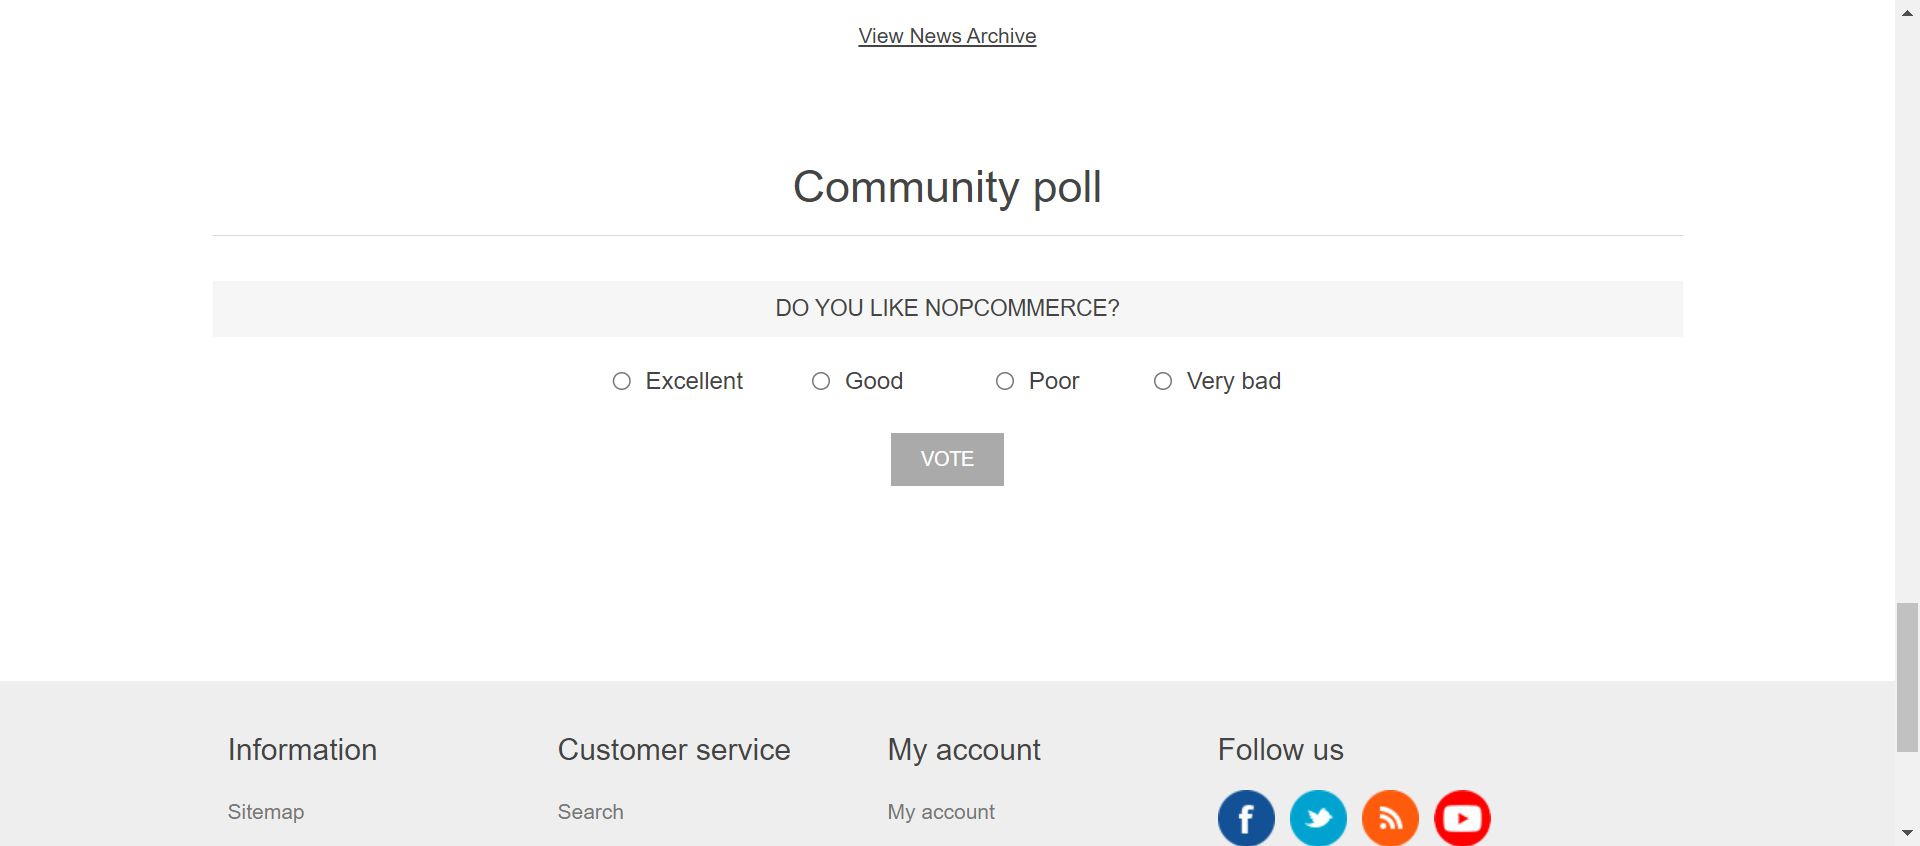 View News Archive
Community poll
DO YOU LIKE NOPCOMMERCE?
Excellent Good Poor Very bad
VOTE
Information Customer service My account Follow us
Sitemap Search My account